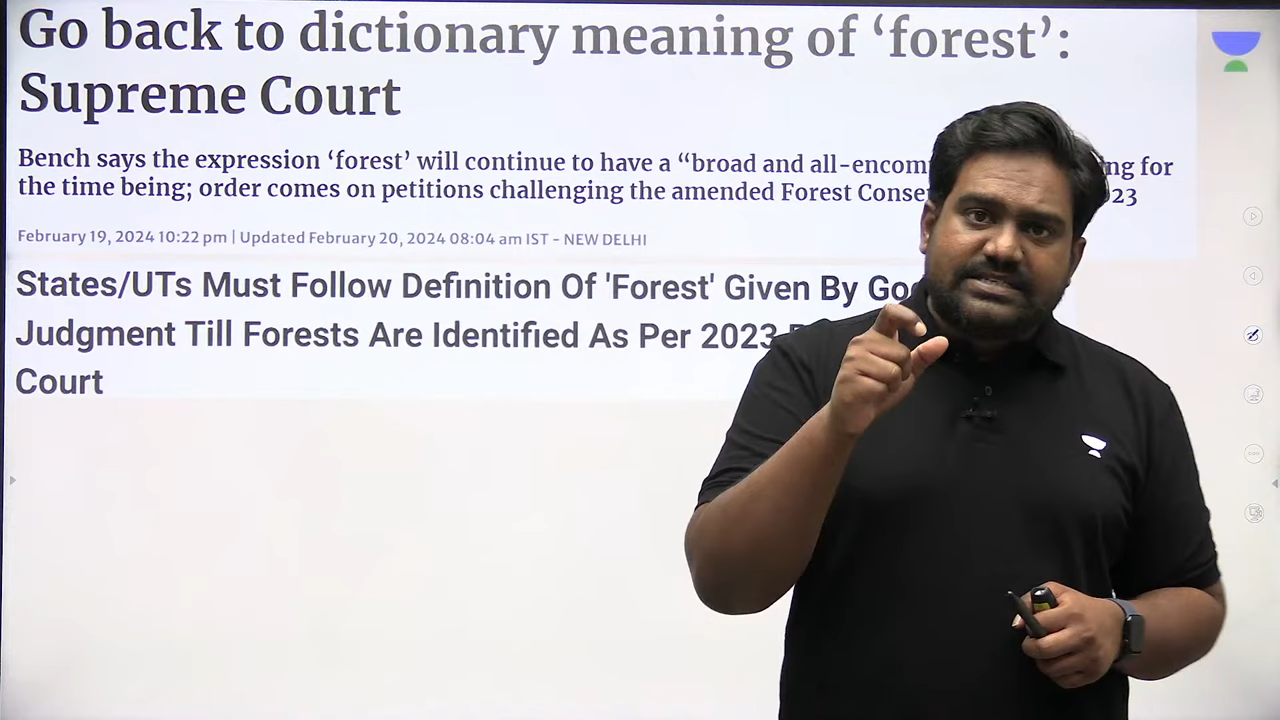 Go back to dictionary meaning of ‘forest’:
Supreme Court
Bench says the expression ‘forest’ will continue to have a “broad and all-encom ng for
the time being; order comes on petitions challenging the amended Forest Conse 23
February 19, 2024 10:22 pm | Updated February 20, 2024 08:04 am IST - NEW DELHI
States/UTs Must Follow Definition Of 'Forest' Given By Go
Judgment Till Forests Are Identified As Per 2023
Court